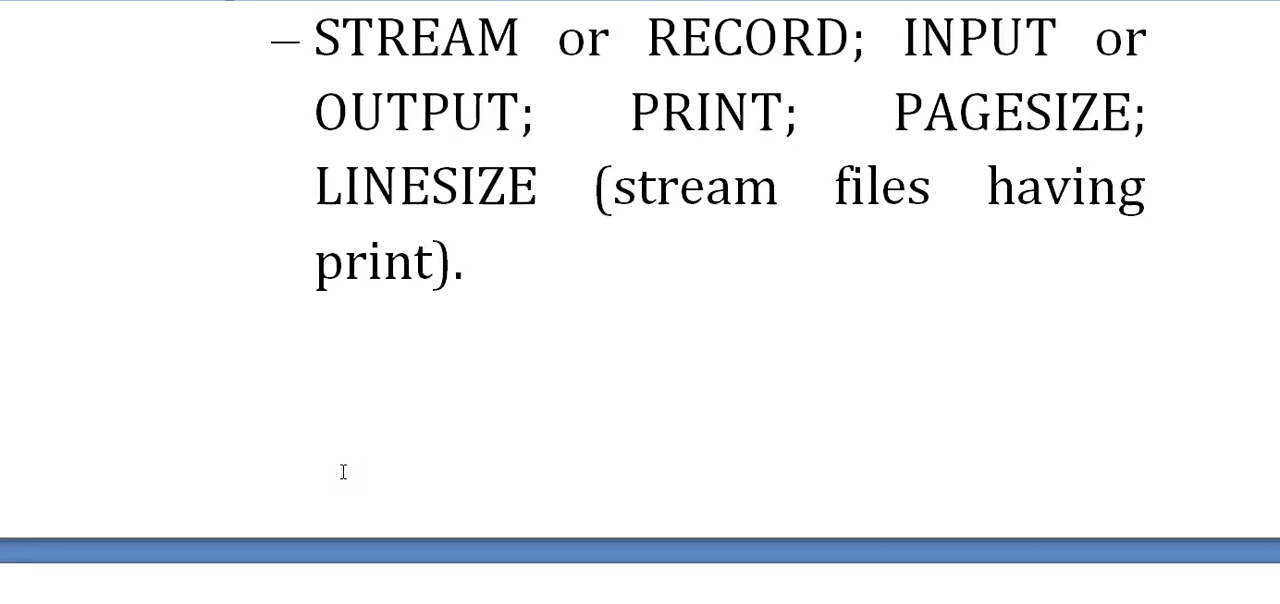 – STREAM or RECORD; INPUT or
OUTPUT; PRINT; PAGESIZE;
LINESIZE (stream files having
print).